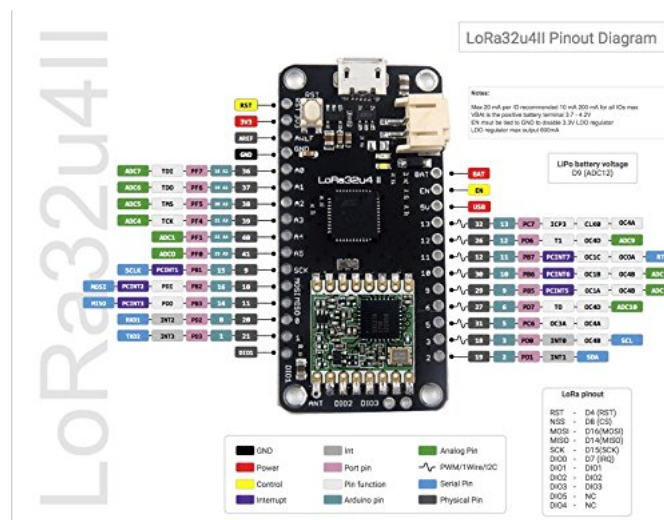 LoRa32u4II Pinout Diagram
LoRa32u4II
Notes:
Max 20 mA per IO recommended 10 mA 200 mA for all IOs max
VBAt is the positive battery terminal 3.7 - 4.2V
EN must be tied to GND to disable 3.3V LDO regulator
LDO regulator max output 600mA
LiPo battery voltage
D9 (ADC12)
RST
3V3
AREF
GND
ADC7 TDI PF7 36
ADC6 TDO PF6 37
ADC5 TMS PF5 38
ADC4 TCK PF4 39
ADC1 PF1 40
ADC0 PF0 41
SCLK PCINT1 PB1 15 9
MOSI PCINT2 PB2 16 10
MISO PCINT3 PDO PB3 14 11
RXD1 INT2 PD2 0 20
TXD2 INT3 PD3 1 21
DIO1
RST
GND
A0
A1
A2
A3
A4
A5
SCK
MOSI
MISO
1
DIO1
LoRa32u4 II
BAT
EN
5V
13
12
11
10
9
6
5
3
2
ANT DIO2 DIO3
BAT
EN
USB
32 13 PC7 ICP3 CLK0 OC4A
26 12 PD6 T1 OC4D ADC9
12 11 PB7 PCINT7 OC1C OC0A
30 10 PB6 PCINT6 OC1B OC4B
29 9 PB5 PCINT5 OC1A OC4B
27 6 PD7 T0 OC4D ADC10
31 5 PC6 OC3A OC4A
18 3 PD0 INT0 OC4B SCL
19 2 PD1 INT1 SDA
LoRa pinout
RST - D4 (RST)
NSS - D8 (CS)
MOSI - D16(MOSI)
MISO - D14(MISO)
SCK - D15(SCK)
DIO0 - D7 (IRQ)
DIO1 - DIO1
DIO2 - DIO2
DIO3 - DIO3
DIO5 - NC
DIO4 - NC
GND
Power
Control
Interrupt
Int
Port pin
Pin function
Arduino pin
Analog Pin
PWM/1Wire/I2C
Serial Pin
Physical Pin